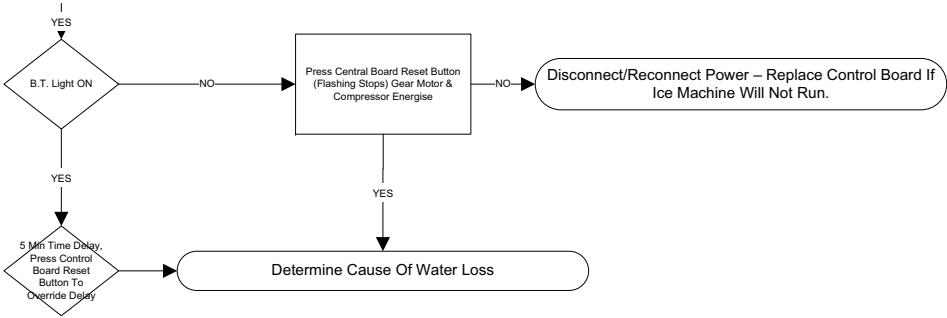 YES
B.T. Light ON
NO
Press Central Board Reset Button
(Flashing Stops) Gear Motor &
Compressor Energise
NO
Disconnect/Reconnect Power – Replace Control Board If
Ice Machine Will Not Run.
YES
YES
5 Min Time Delay,
Press Control
Board Reset
Button To
Override Delay
Determine Cause Of Water Loss